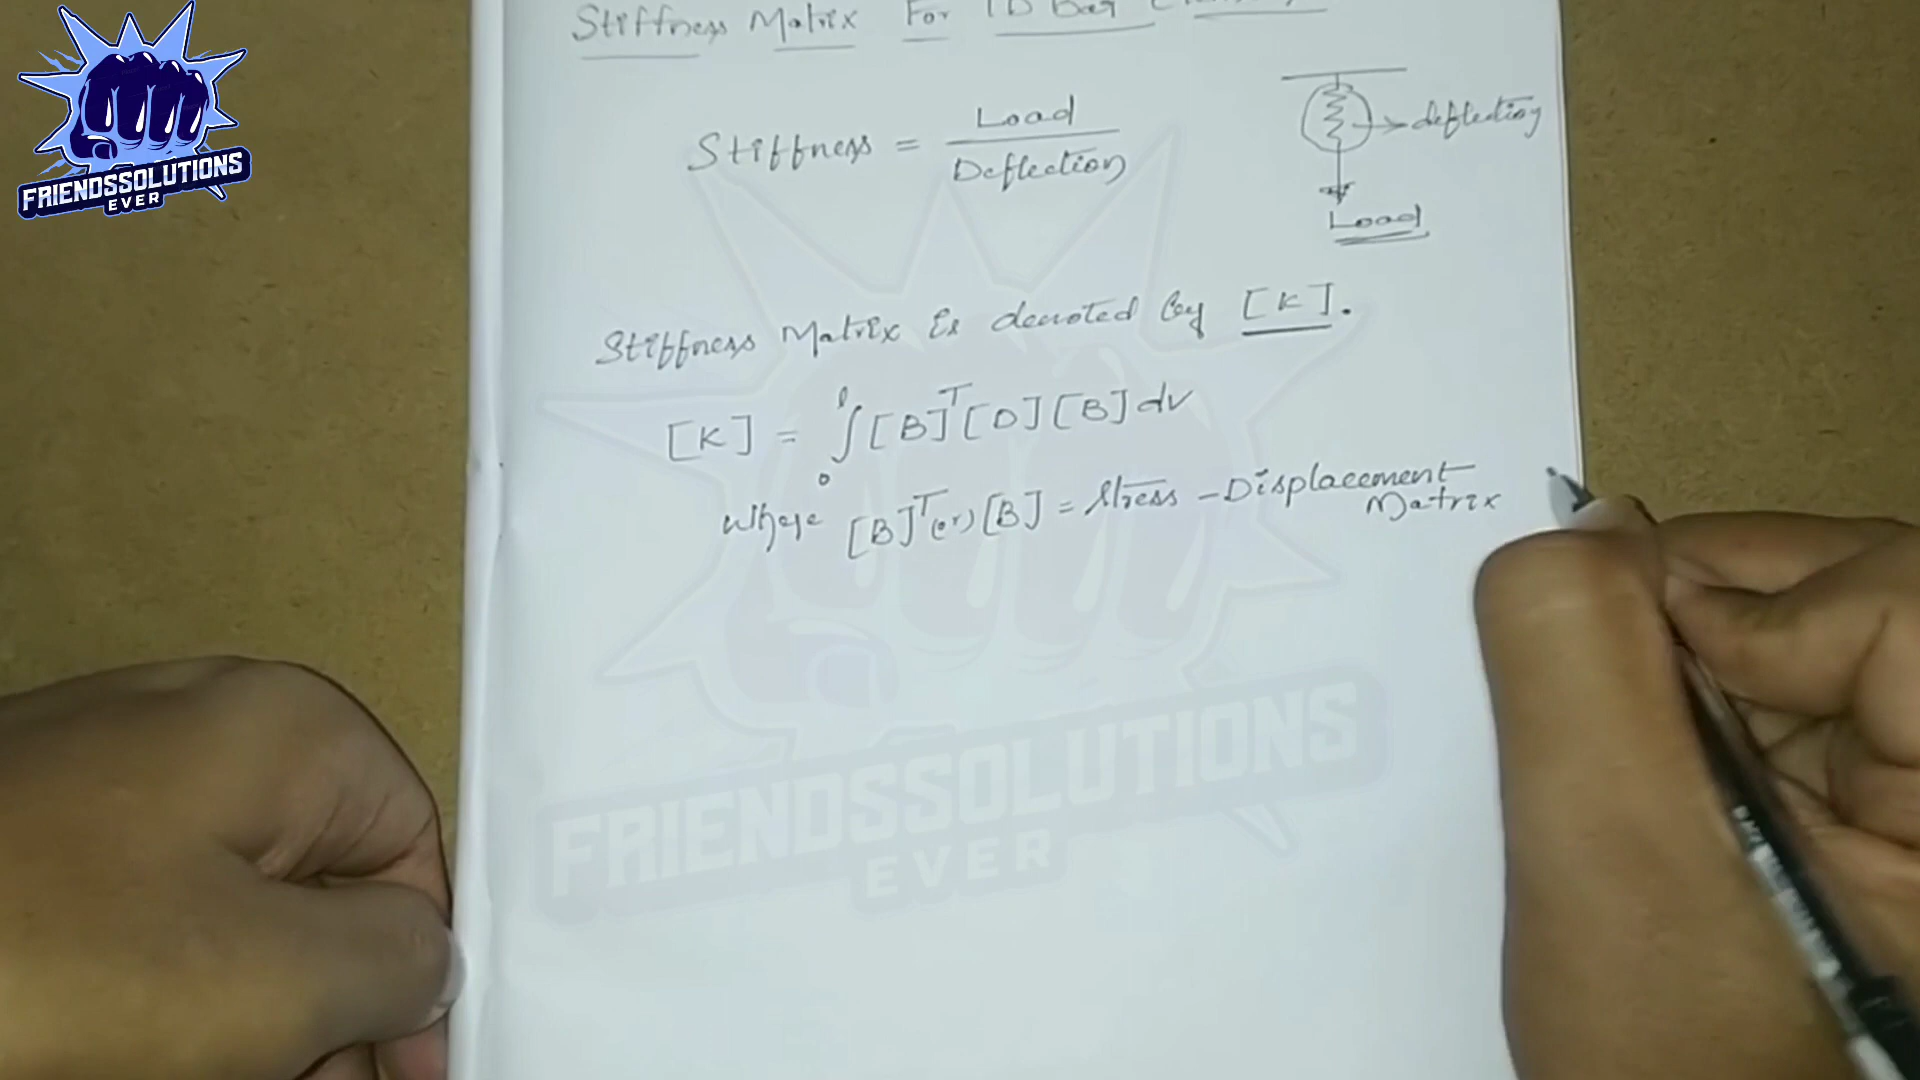 Stiffness Matrix For 1D Bar
Stiffness = Load / Deflection
deflection
Load
Stiffness Matrix is denoted by [K].
[K] = ∫₀ˡ [B]ᵀ [D] [B] dv
where [B]ᵀ (or) [B] = Stress - Displacement
Matrix
FRIENDSSOLUTIONS
EVER
FRIENDSSOLUTIONS
EVER